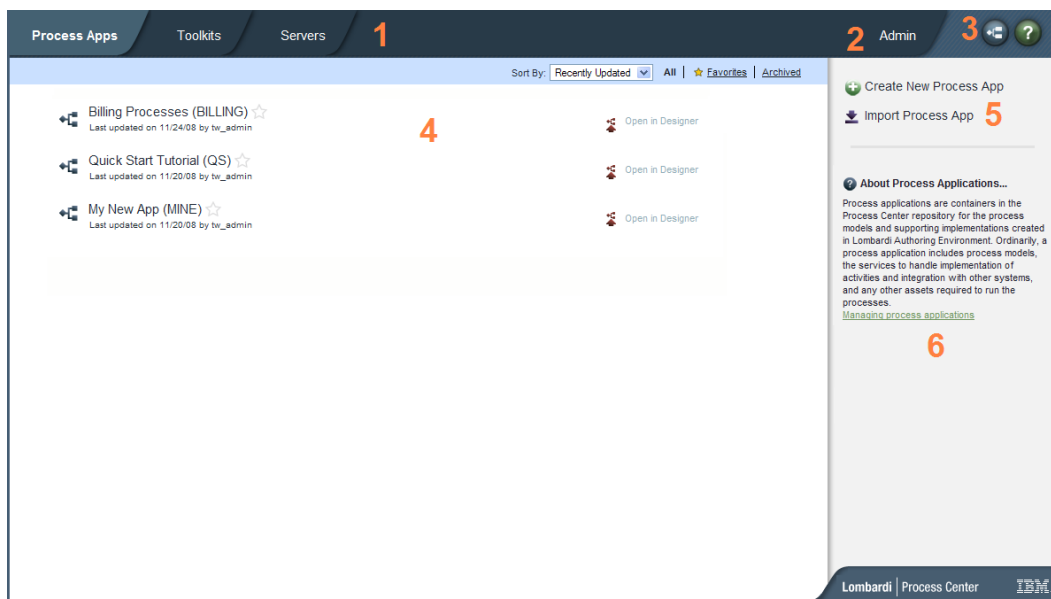 Process Apps Toolkits Servers 1 2 Admin 3 ?
Sort By: Recently Updated All | Favorites | Archived
Billing Processes (BILLING)
Last updated on 11/24/08 by tw_admin
Open in Designer
4
Quick Start Tutorial (QS)
Last updated on 11/20/08 by tw_admin
Open in Designer
My New App (MINE)
Last updated on 11/20/08 by tw_admin
Open in Designer
Create New Process App
Import Process App 5
? About Process Applications...
Process applications are containers in the
Process Center repository for the process
models and supporting implementations created
in Lombardi Authoring Environment. Ordinarily, a
process application includes process models,
the services to handle implementation of
activities and integration with other systems,
and any other assets required to run the
processes.
Managing process applications
6
Lombardi | Process Center IBM